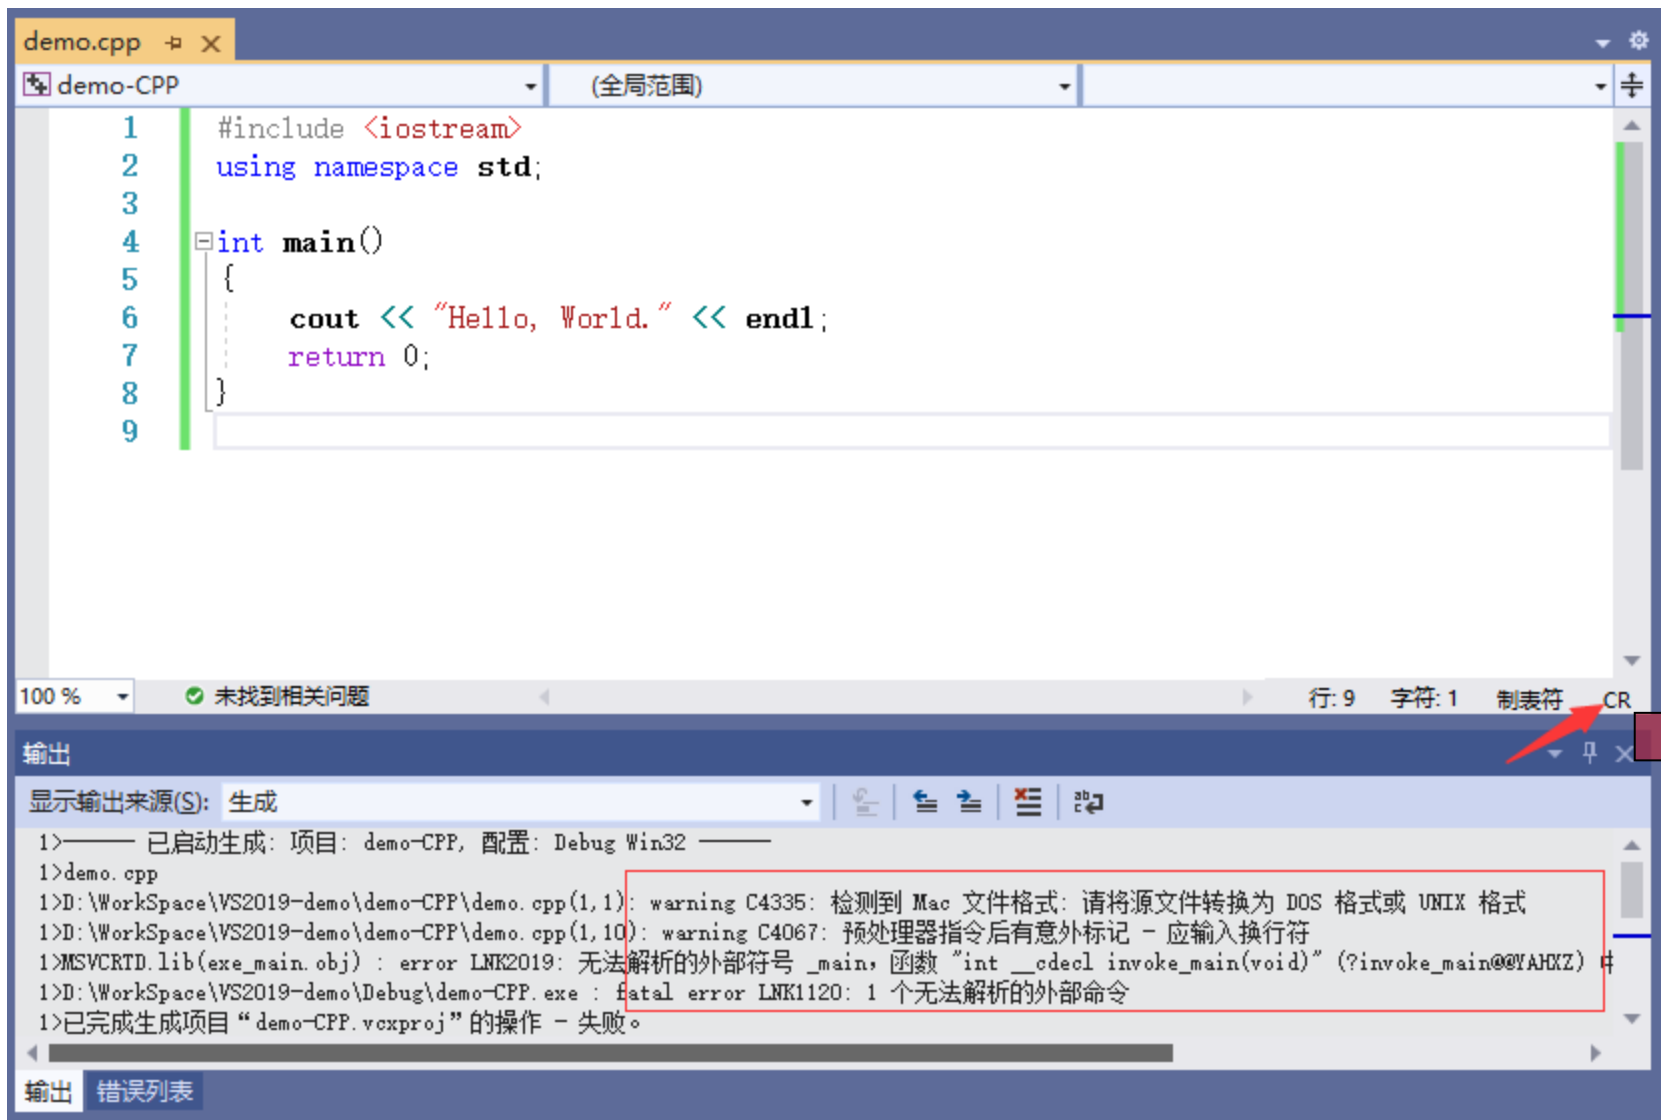 demo.cpp
demo-CPP
(全局范围)
1 #include <iostream>
2 using namespace std;
3
4 int main()
5 {
6 cout << "Hello, World." << endl;
7 return 0;
8 }
9
100 % 未找到相关问题 行: 9 字符: 1 制表符 CR
输出
显示输出来源(S): 生成
1>------ 已启动生成: 项目: demo-CPP, 配置: Debug Win32 ------
1>demo.cpp
1>D:\WorkSpace\VS2019-demo\demo-CPP\demo.cpp(1,1): warning C4335: 检测到 Mac 文件格式: 请将源文件转换为 DOS 格式或 UNIX 格式
1>D:\WorkSpace\VS2019-demo\demo-CPP\demo.cpp(1,10): warning C4067: 预处理器指令后有意外标记 - 应输入换行符
1>MSVCRTD.lib(exe_main.obj) : error LNK2019: 无法解析的外部符号 _main，函数 "int __cdecl invoke_main(void)" (?invoke_main@@YAHXZ)
1>D:\WorkSpace\VS2019-demo\Debug\demo-CPP.exe : fatal error LNK1120: 1 个无法解析的外部命令
1>已完成生成项目“demo-CPP.vcxproj”的操作 - 失败。
输出 错误列表